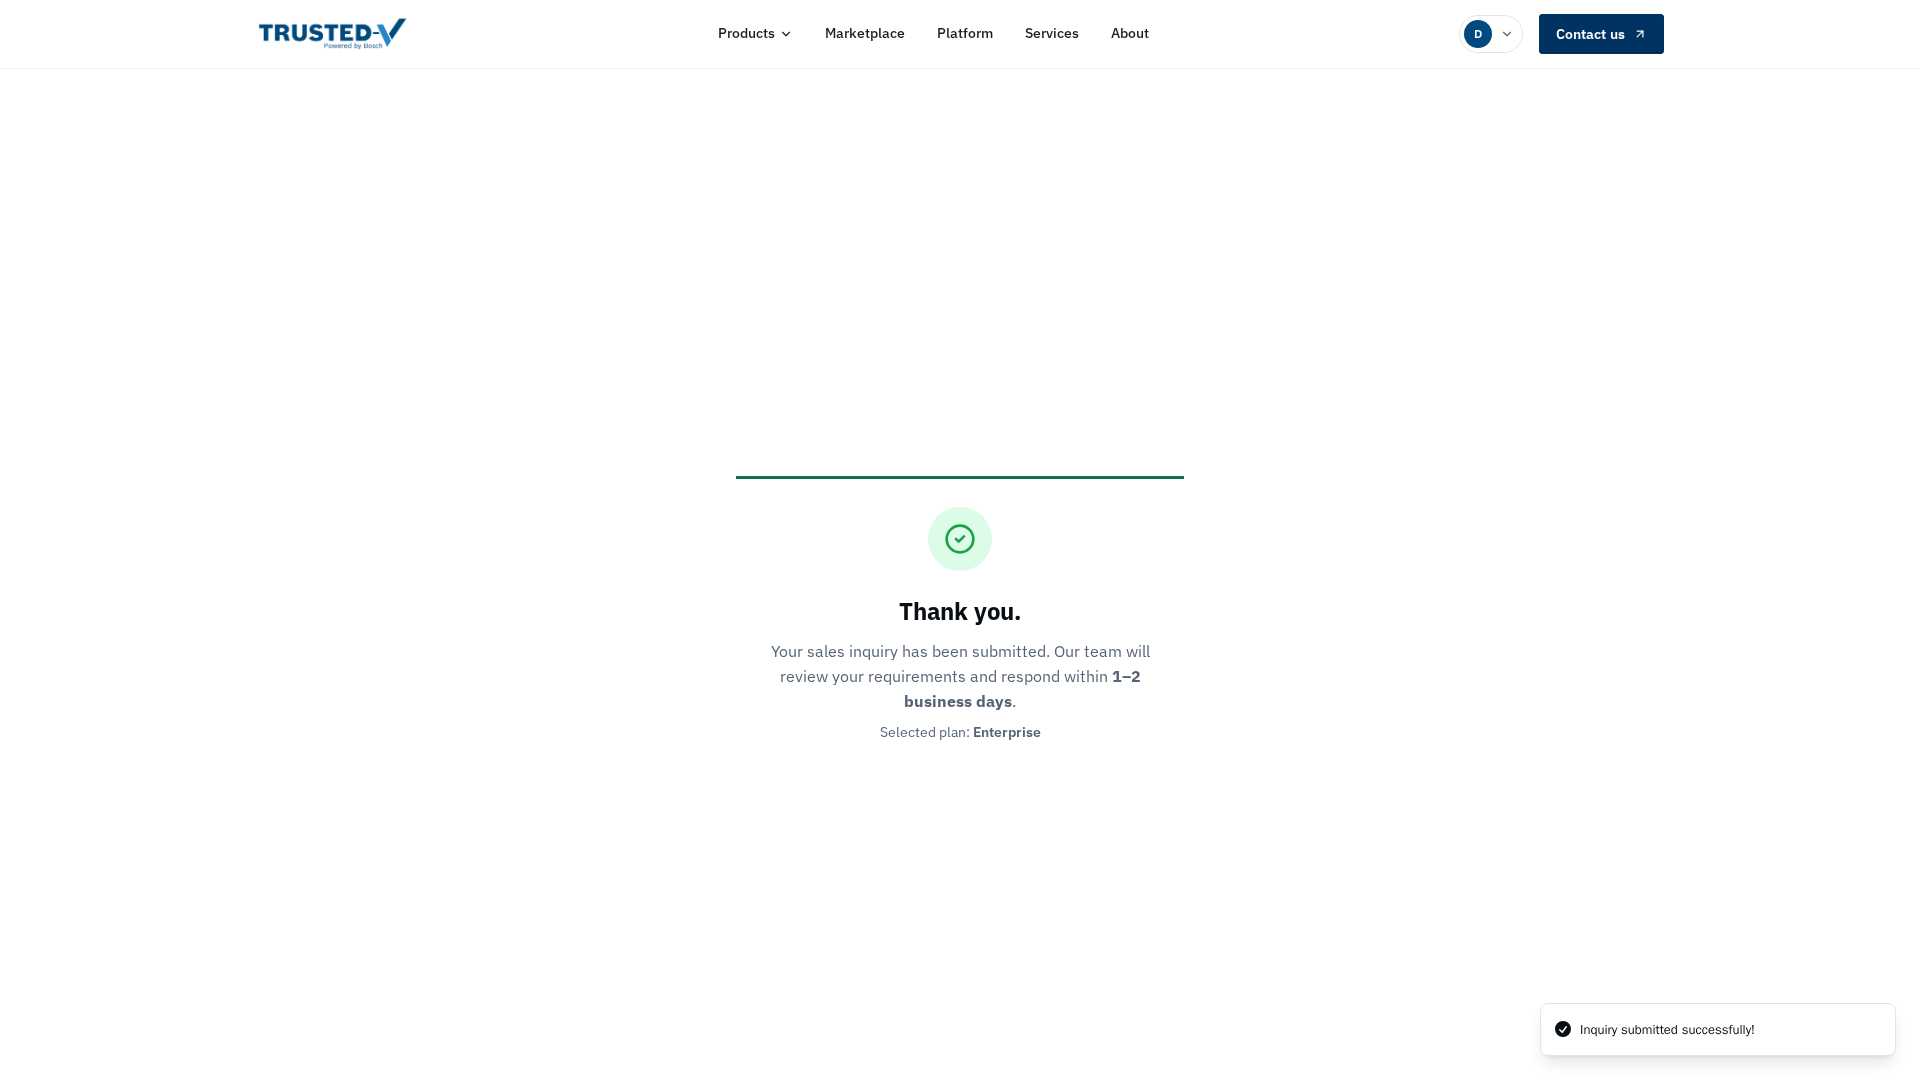 TRUSTED-V
Powered by Bosch
Products
Marketplace
Platform
Services
About
D
Contact us
Thank you.
Your sales inquiry has been submitted. Our team will
review your requirements and respond within 1–2
business days.
Selected plan: Enterprise
Inquiry submitted successfully!